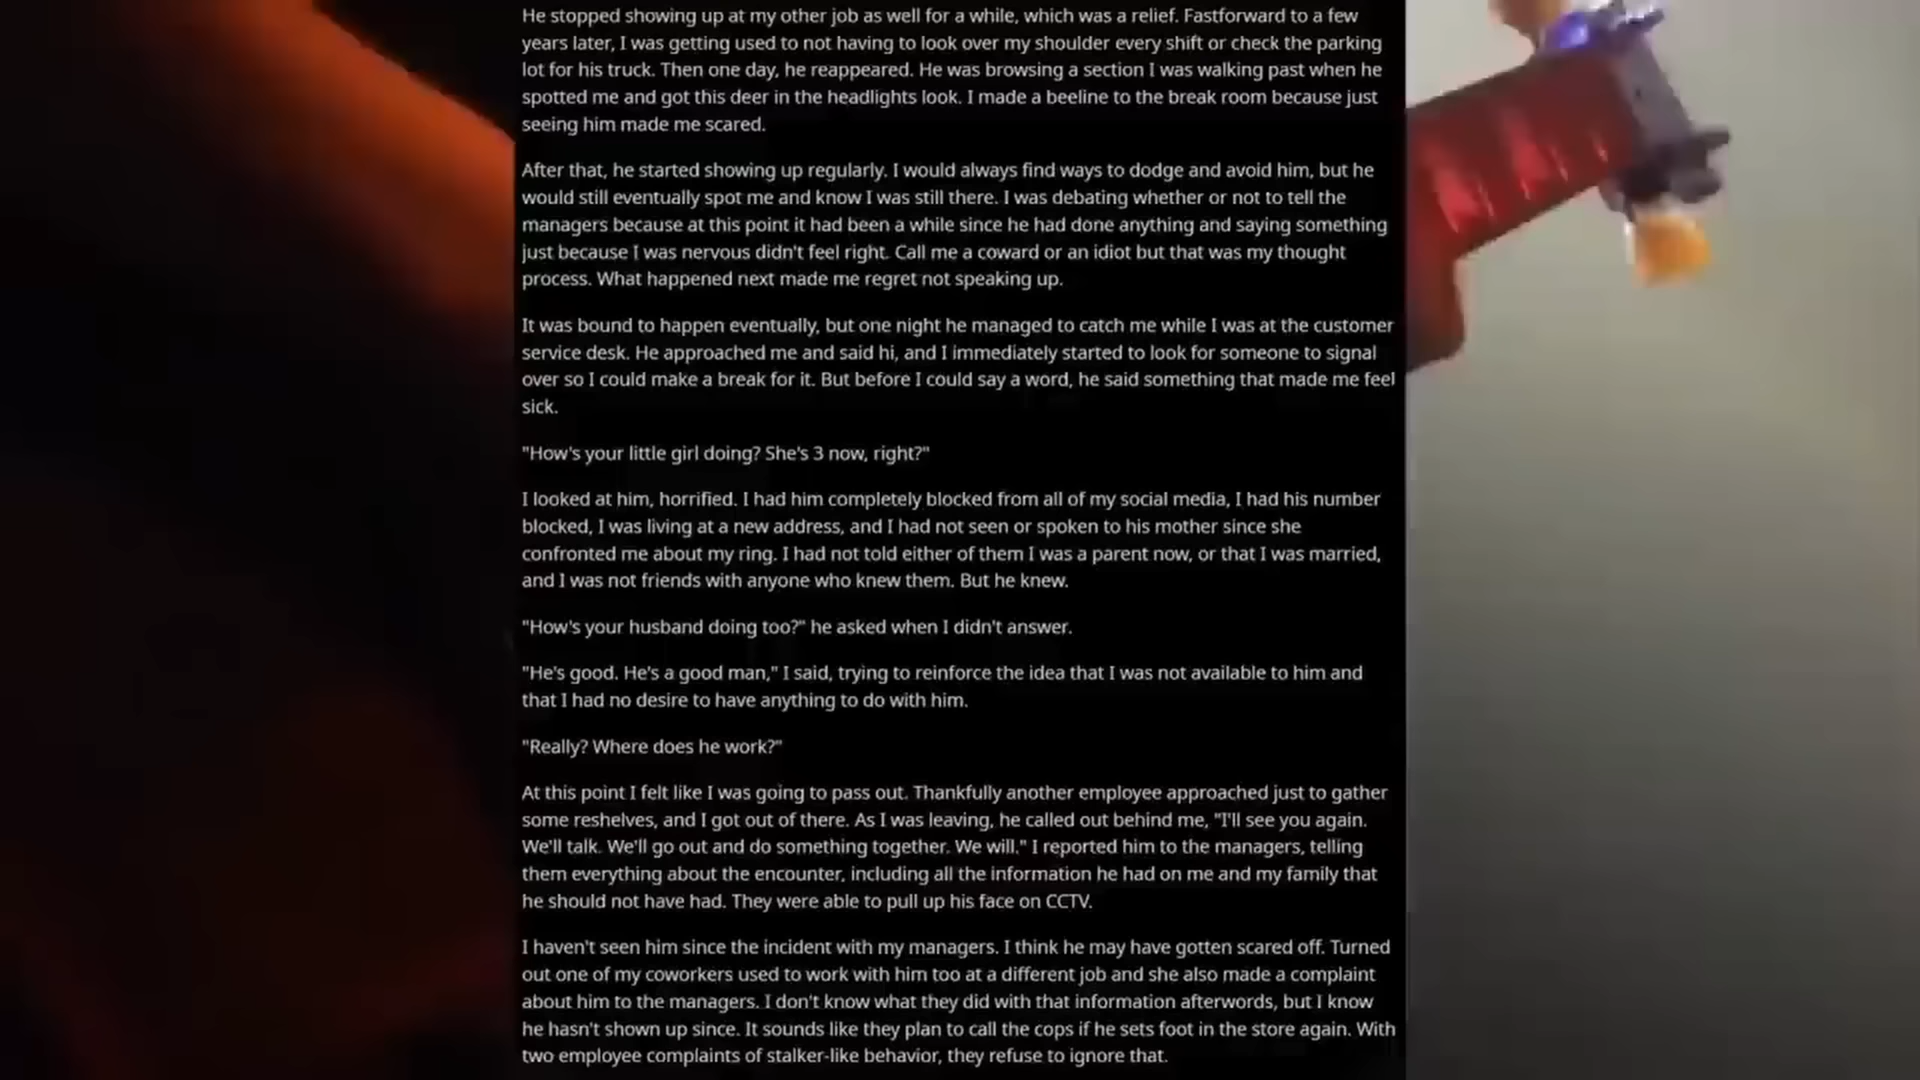 He stopped showing up at my other job as well for a while, which was a relief. Fastforward to a few
years later, I was getting used to not having to look over my shoulder every shift or check the parking
lot for his truck. Then one day, he reappeared. He was browsing a section I was walking past when he
spotted me and got this deer in the headlights look. I made a beeline to the break room because just
seeing him made me scared.
After that, he started showing up regularly. I would always find ways to dodge and avoid him, but he
would still eventually spot me and know I was still there. I was debating whether or not to tell the
managers because at this point it had been a while since he had done anything and saying something
just because I was nervous didn't feel right. Call me a coward or an idiot but that was my thought
process. What happened next made me regret not speaking up.
It was bound to happen eventually, but one night he managed to catch me while I was at the customer
service desk. He approached me and said hi, and I immediately started to look for someone to signal
over so I could make a break for it. But before I could say a word, he said something that made me feel
sick.
"How's your little girl doing? She's 3 now, right?"
I looked at him, horrified. I had him completely blocked from all of my social media, I had his number
blocked, I was living at a new address, and I had not seen or spoken to his mother since she
confronted me about my ring. I had not told either of them I was a parent now, or that I was married,
and I was not friends with anyone who knew them. But he knew.
"How's your husband doing too?" he asked when I didn't answer.
"He's good. He's a good man," I said, trying to reinforce the idea that I was not available to him and
that I had no desire to have anything to do with him.
"Really? Where does he work?"
At this point I felt like I was going to pass out. Thankfully another employee approached just to gather
some reshelves, and I got out of there. As I was leaving, he called out behind me, "I'll see you again.
We'll talk. We'll go out and do something together. We will." I reported him to the managers, telling
them everything about the encounter, including all the information he had on me and my family that
he should not have had. They were able to pull up his face on CCTV.
I haven't seen him since the incident with my managers. I think he may have gotten scared off. Turned
out one of my coworkers used to work with him too at a different job and she also made a complaint
about him to the managers. I don't know what they did with that information afterwords, but I know
he hasn't shown up since. It sounds like they plan to call the cops if he sets foot in the store again. With
two employee complaints of stalker-like behavior, they refuse to ignore that.